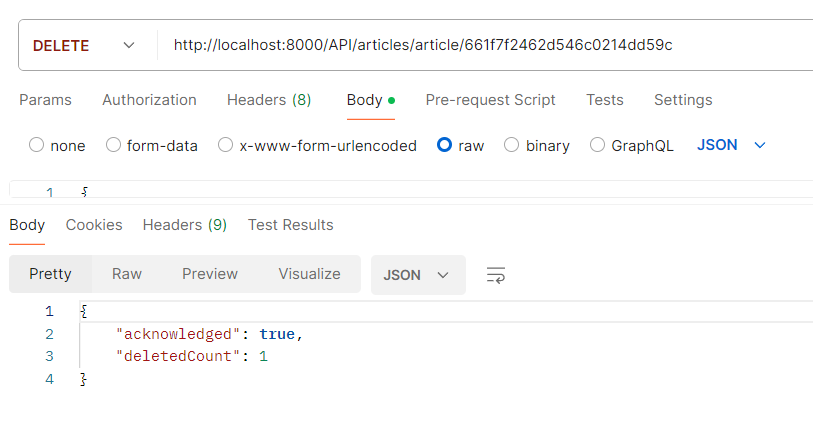 DELETE http://localhost:8000/API/articles/article/661f7f2462d546c0214dd59c
Params Authorization Headers (8) Body Pre-request Script Tests Settings
none form-data x-www-form-urlencoded raw binary GraphQL JSON
1 {
Body Cookies Headers (9) Test Results
Pretty Raw Preview Visualize JSON
1 {
2 "acknowledged": true,
3 "deletedCount": 1
4 }